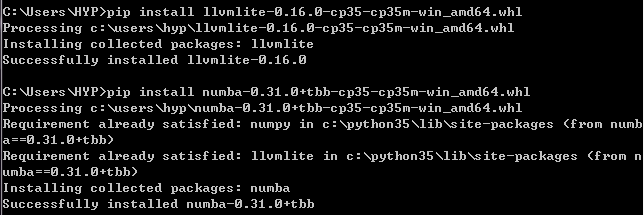 C:\Users\HYP>pip install llvmlite-0.16.0-cp35-cp35m-win_amd64.whl
Processing c:\users\hyp\llvmlite-0.16.0-cp35-cp35m-win_amd64.whl
Installing collected packages: llvmlite
Successfully installed llvmlite-0.16.0
C:\Users\HYP>pip install numba-0.31.0+tbb-cp35-cp35m-win_amd64.whl
Processing c:\users\hyp\numba-0.31.0+tbb-cp35-cp35m-win_amd64.whl
Requirement already satisfied: numpy in c:\python35\lib\site-packages (from numb
a==0.31.0+tbb)
Requirement already satisfied: llvmlite in c:\python35\lib\site-packages (from n
umba==0.31.0+tbb)
Installing collected packages: numba
Successfully installed numba-0.31.0+tbb